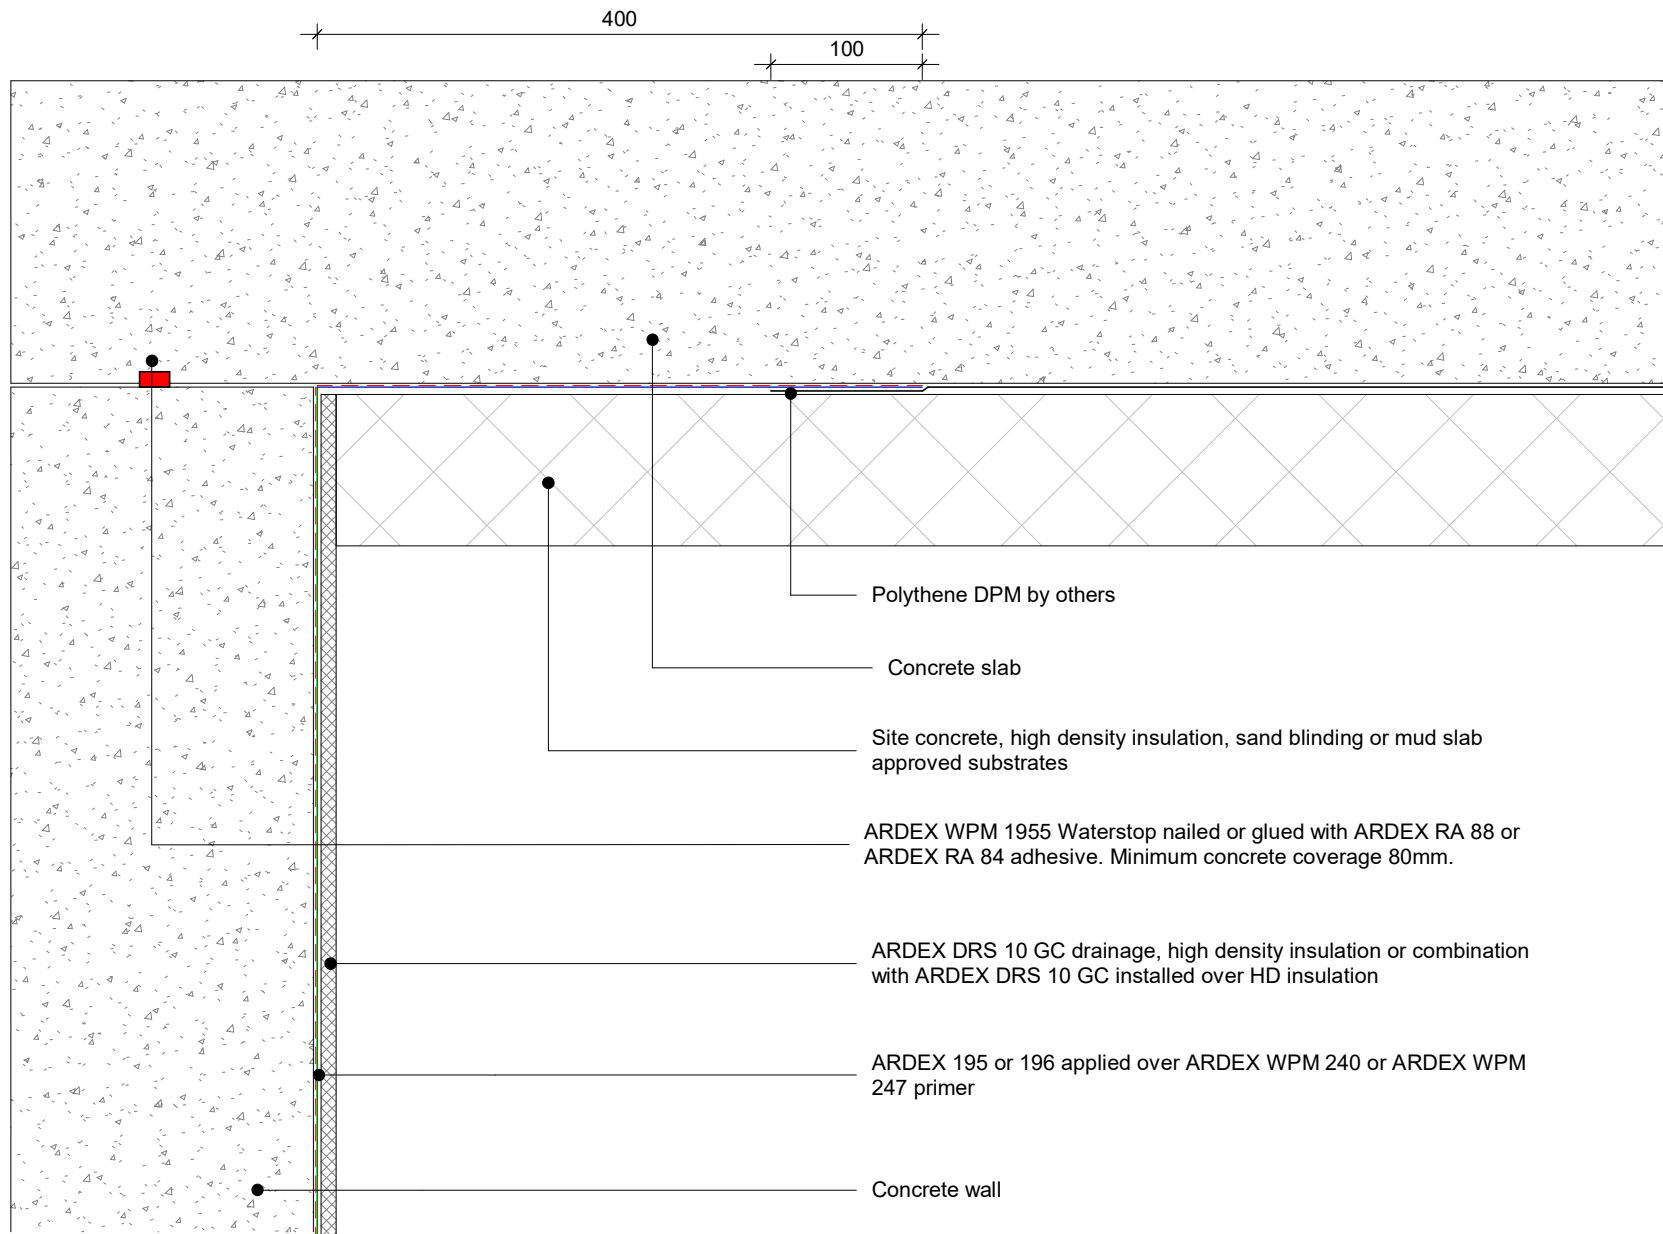 400
100
Polythene DPM by others
Concrete slab
Site concrete, high density insulation, sand blinding or mud slab
approved substrates
ARDEX WPM 1955 Waterstop nailed or glued with ARDEX RA 88 or
ARDEX RA 84 adhesive. Minimum concrete coverage 80mm.
ARDEX DRS 10 GC drainage, high density insulation or combination
with ARDEX DRS 10 GC installed over HD insulation
ARDEX 195 or 196 applied over ARDEX WPM 240 or ARDEX WPM
247 primer
Concrete wall